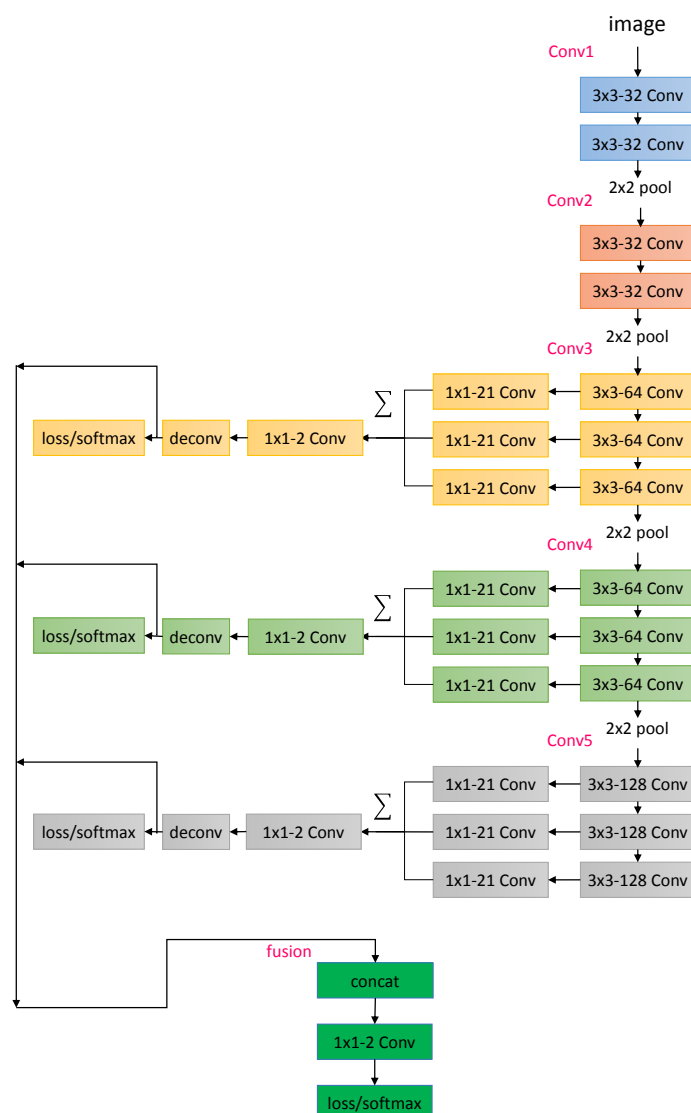 image
Conv1
3x3-32 Conv
3x3-32 Conv
2x2 pool
Conv2
3x3-32 Conv
3x3-32 Conv
2x2 pool
Conv3
1x1-21 Conv 3x3-64 Conv
∑
loss/softmax deconv 1x1-2 Conv 1x1-21 Conv 3x3-64 Conv
1x1-21 Conv 3x3-64 Conv
2x2 pool
Conv4
1x1-21 Conv 3x3-64 Conv
∑
loss/softmax deconv 1x1-2 Conv 1x1-21 Conv 3x3-64 Conv
1x1-21 Conv 3x3-64 Conv
2x2 pool
Conv5
1x1-21 Conv 3x3-128 Conv
∑
loss/softmax deconv 1x1-2 Conv 1x1-21 Conv 3x3-128 Conv
1x1-21 Conv 3x3-128 Conv
fusion
concat
1x1-2 Conv
loss/softmax